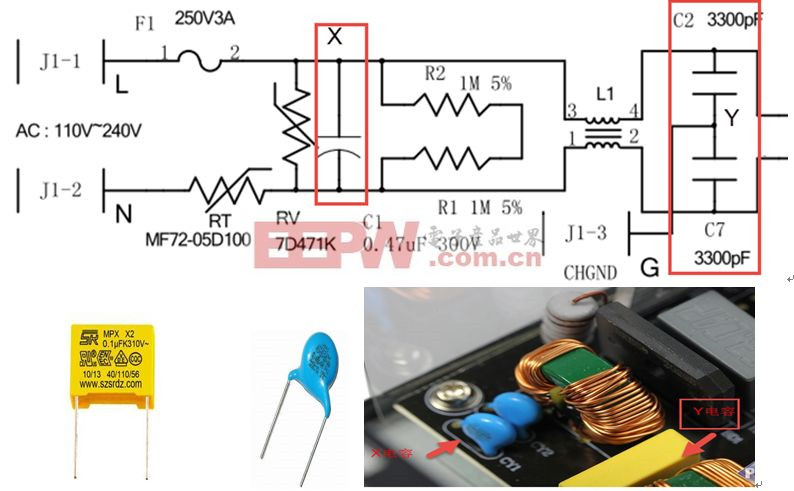 F1
250V3A
X
C2 3300pF
J1-1
1
2
L
R2
1M 5%
L1
3
4
Y
AC : 110V~240V
1
2
J1-2
N
RT
MF72-05D100
RV
7D471K
C1
0.47uF 300V
R1 1M 5%
J1-3
CHGND
G
C7
3300pF
EEPW
电子产品世界
.com.cn
SR
MPX X2
0.1μFK310V~
10/13 40/110/56
www.szsrdz.com
X电容
Y电容
CY1
CY2